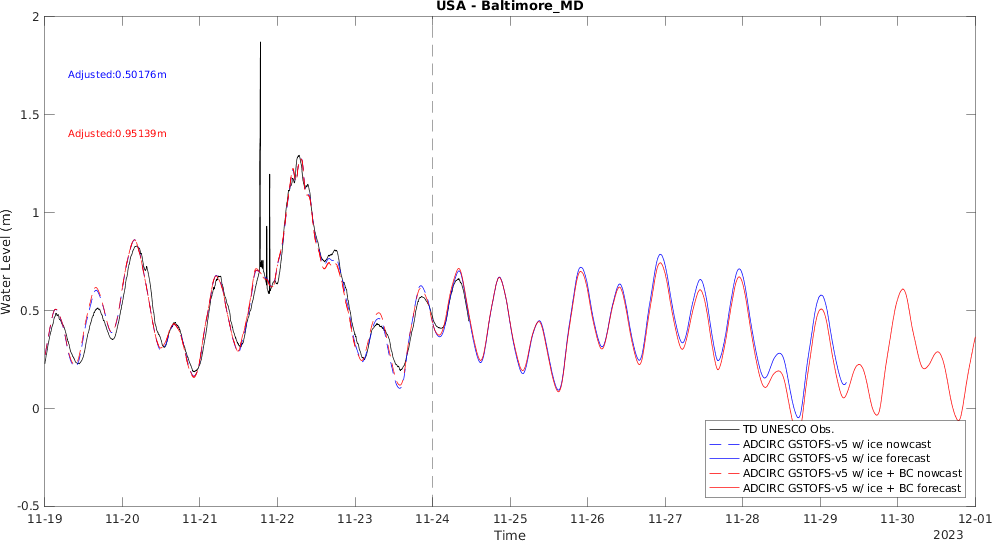 USA - Baltimore_MD
2
1.5
1
0.5
0
-0.5
Water Level (m)
Adjusted:0.50176m
Adjusted:0.95139m
TD UNESCO Obs.
ADCIRC GSTOFS-v5 w/ ice nowcast
ADCIRC GSTOFS-v5 w/ ice forecast
ADCIRC GSTOFS-v5 w/ ice + BC nowcast
ADCIRC GSTOFS-v5 w/ ice + BC forecast
11-19 11-20 11-21 11-22 11-23 11-24 11-25 11-26 11-27 11-28 11-29 11-30 12-01
Time
2023